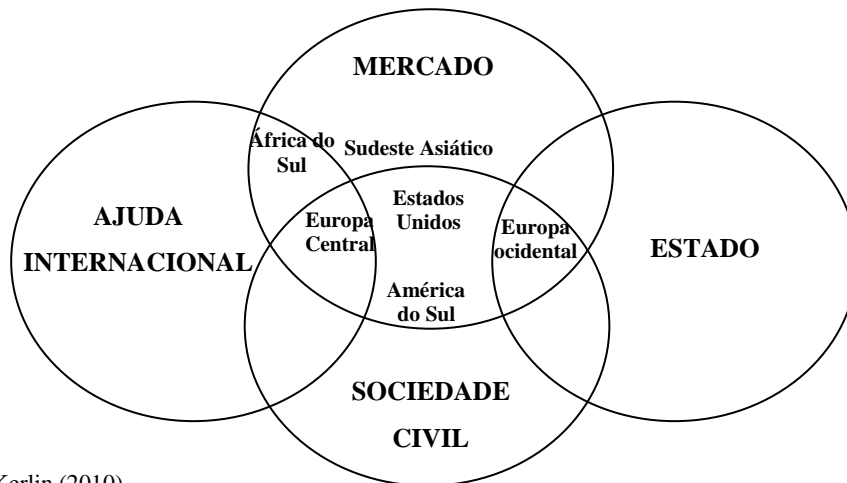 MERCADO
África do
Sul
Sudeste Asiático
AJUDA
INTERNACIONAL
Europa
Central
Estados
Unidos
Europa
ocidental
ESTADO
América
do Sul
SOCIEDADE
CIVIL
Kerlin (2010)